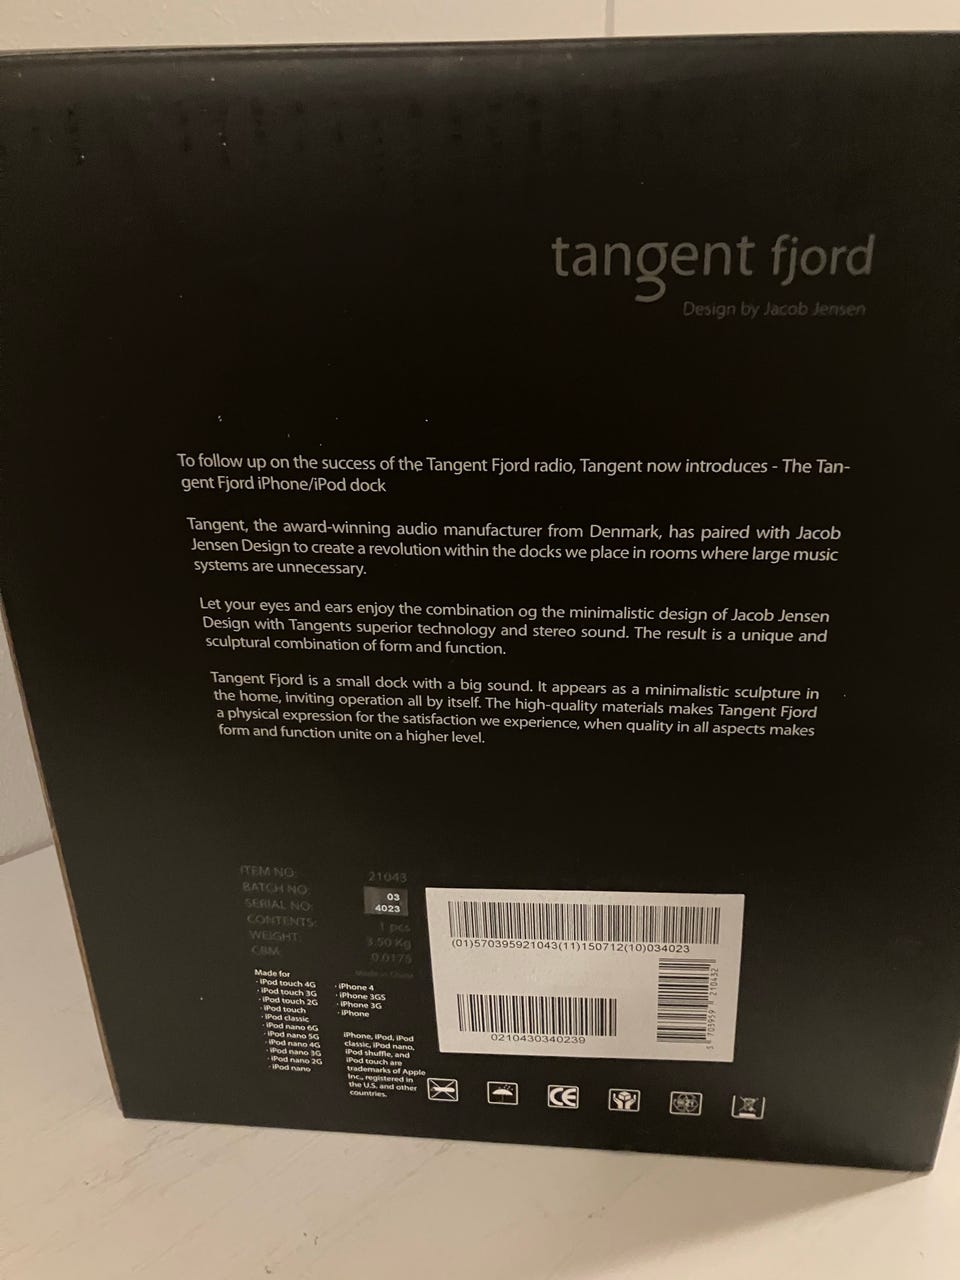 tangent fjord
Design by Jacob Jensen
To follow up on the success of the Tangent Fjord radio, Tangent now introduces - The Tan-
gent Fjord iPhone/iPod dock
Tangent, the award-winning audio manufacturer from Denmark, has paired with Jacob
Jensen Design to create a revolution within the docks we place in rooms where large music
systems are unnecessary.
Let your eyes and ears enjoy the combination og the minimalistic design of Jacob Jensen
Design with Tangents superior technology and stereo sound. The result is a unique and
sculptural combination of form and function.
Tangent Fjord is a small dock with a big sound. It appears as a minimalistic sculpture in
the home, inviting operation all by itself. The high-quality materials makes Tangent Fjord
a physical expression for the satisfaction we experience, when quality in all aspects makes
form and function unite on a higher level.
ITEM NO: 21043
BATCH NO: 03
SERIAL NO: 4023
CONTENTS: 1 pcs
WEIGHT: 3.50 Kg
CBM: 0.0175
Made in China
Made for
· iPod touch 4G
· iPod touch 3G
· iPod touch 2G
· iPod touch
· iPod classic
· iPod nano 6G
· iPod nano 5G
· iPod nano 4G
· iPod nano 3G
· iPod nano 2G
· iPod nano
· iPhone 4
· iPhone 3GS
· iPhone 3G
· iPhone
iPhone, iPod, iPod
classic, iPod nano,
iPod shuffle, and
iPod touch are
trademarks of Apple
Inc., registered in
the U.S. and other
countries.
(01)570395921043(11)150712(10)034023
0210430340239
5 703959 210432
CE